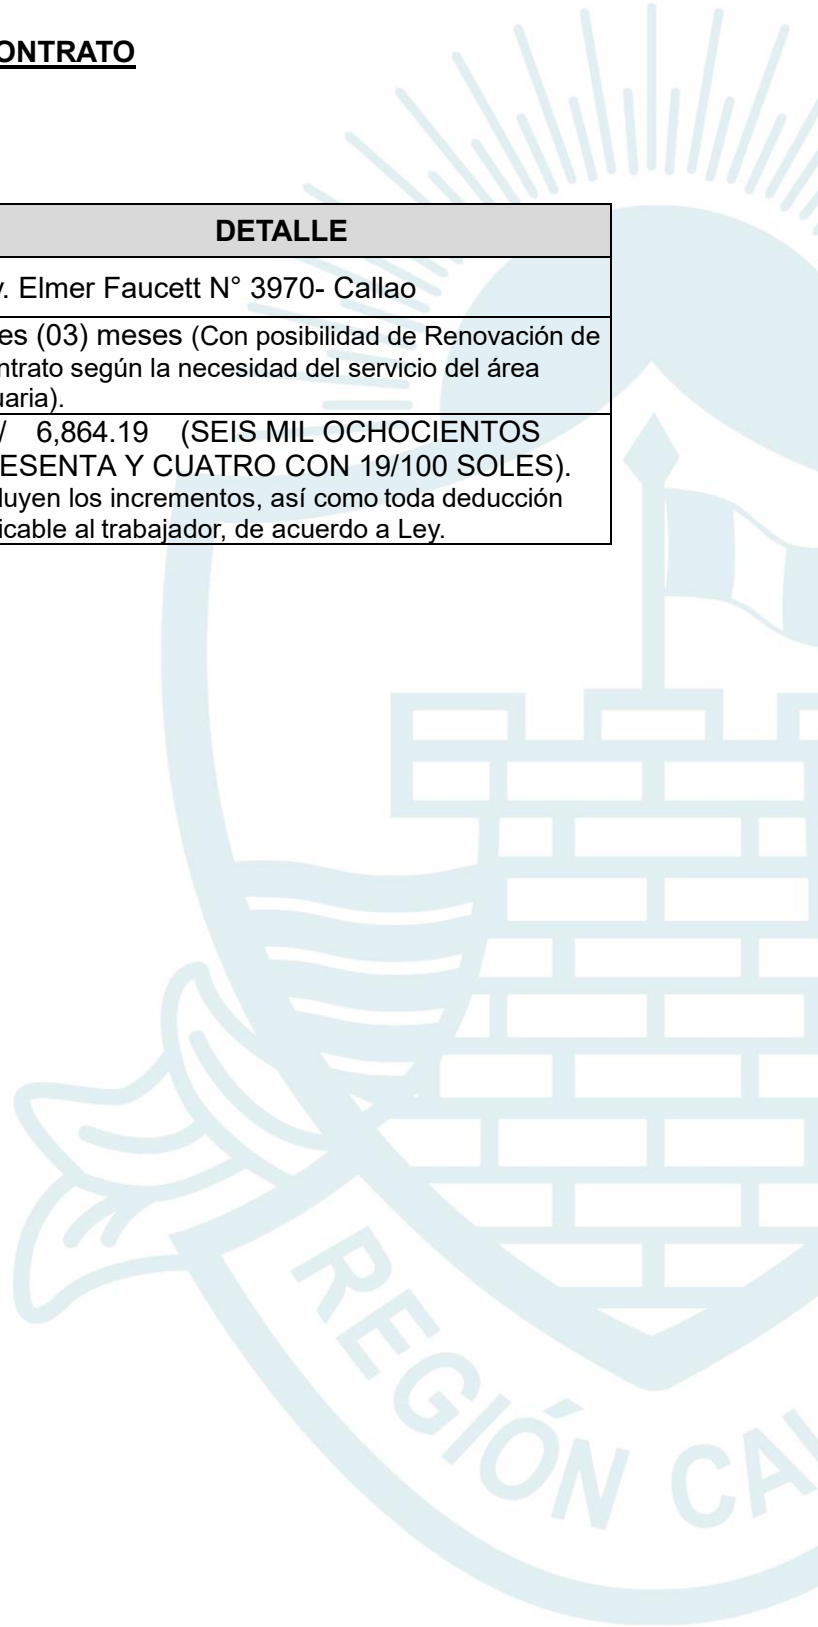 ONTRATO
DETALLE
. Elmer Faucett N° 3970- Callao
es (03) meses (Con posibilidad de Renovación de
ntrato según la necesidad del servicio del área
uaria).
/ 6,864.19 (SEIS MIL OCHOCIENTOS
ESENTA Y CUATRO CON 19/100 SOLES).
luyen los incrementos, así como toda deducción
icable al trabajador, de acuerdo a Ley.
REGIÓN CAL